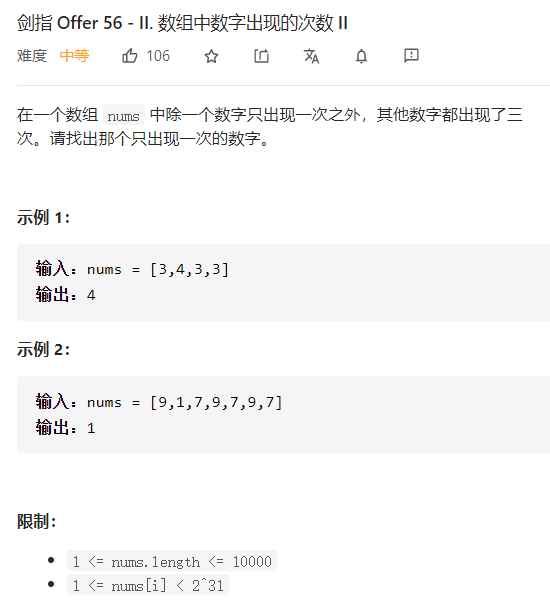 剑指 Offer 56 - II. 数组中数字出现的次数 II
难度 中等 106
在一个数组 nums 中除一个数字只出现一次之外，其他数字都出现了三
次。请找出那个只出现一次的数字。
示例 1：
输入：nums = [3,4,3,3]
输出：4
示例 2：
输入：nums = [9,1,7,9,7,9,7]
输出：1
限制：
1 <= nums.length <= 10000
1 <= nums[i] < 2^31